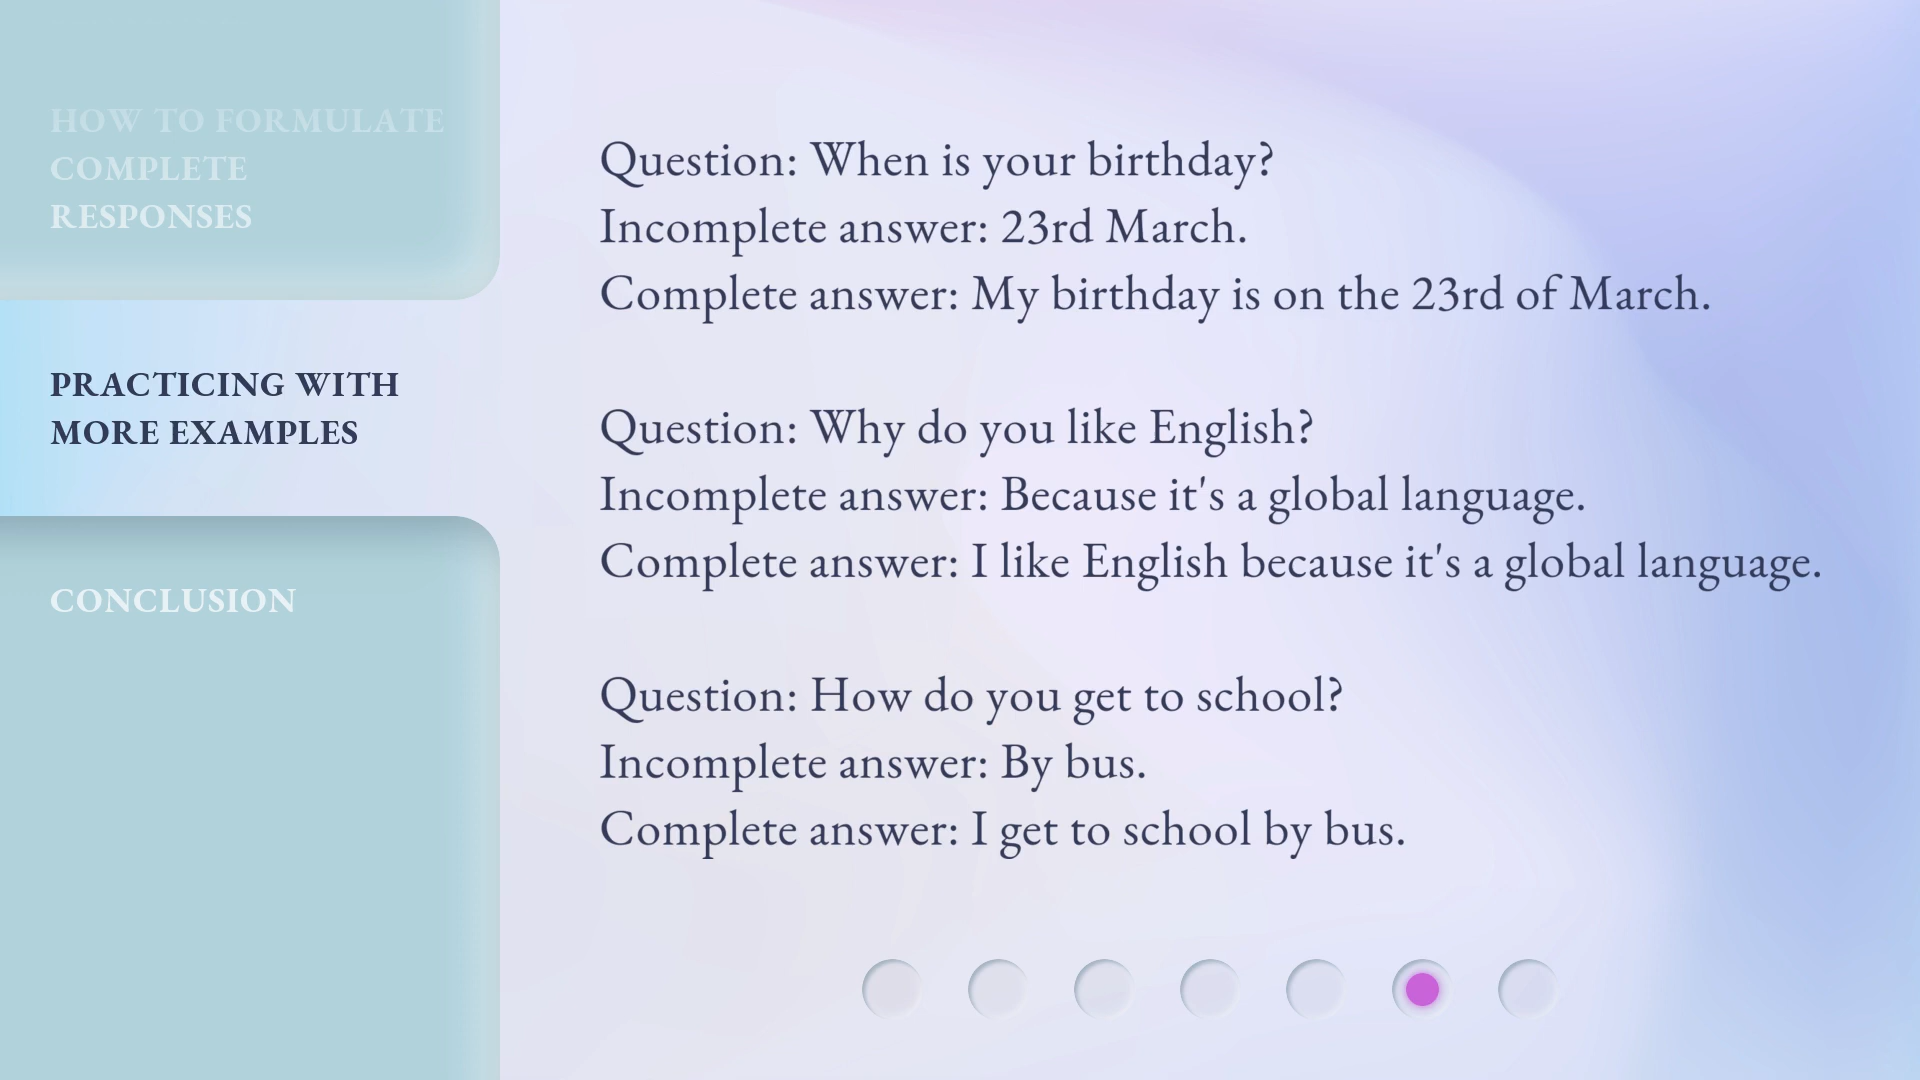 HOW TO FORMULATE
COMPLETE
RESPONSES
PRACTICING WITH
MORE EXAMPLES
CONCLUSION
Question: When is your birthday?
Incomplete answer: 23rd March.
Complete answer: My birthday is on the 23rd of March.
Question: Why do you like English?
Incomplete answer: Because it's a global language.
Complete answer: I like English because it's a global language.
Question: How do you get to school?
Incomplete answer: By bus.
Complete answer: I get to school by bus.